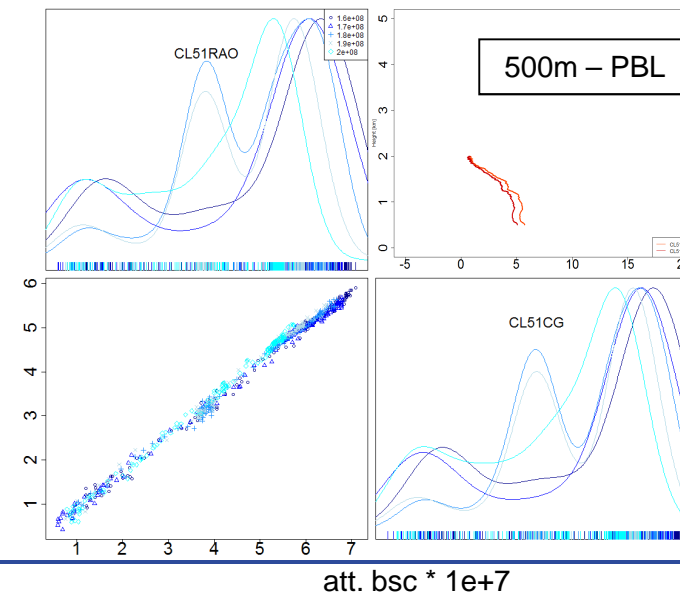 CL51RAO
1.6e+08
1.7e+08
1.8e+08
1.9e+08
2e+08
500m – PBL
Height [km]
5
4
3
2
1
0
-5 0 5 10 15
CL51
CL51
6
5
4
3
2
1
1 2 3 4 5 6 7
CL51CG
att. bsc * 1e+7